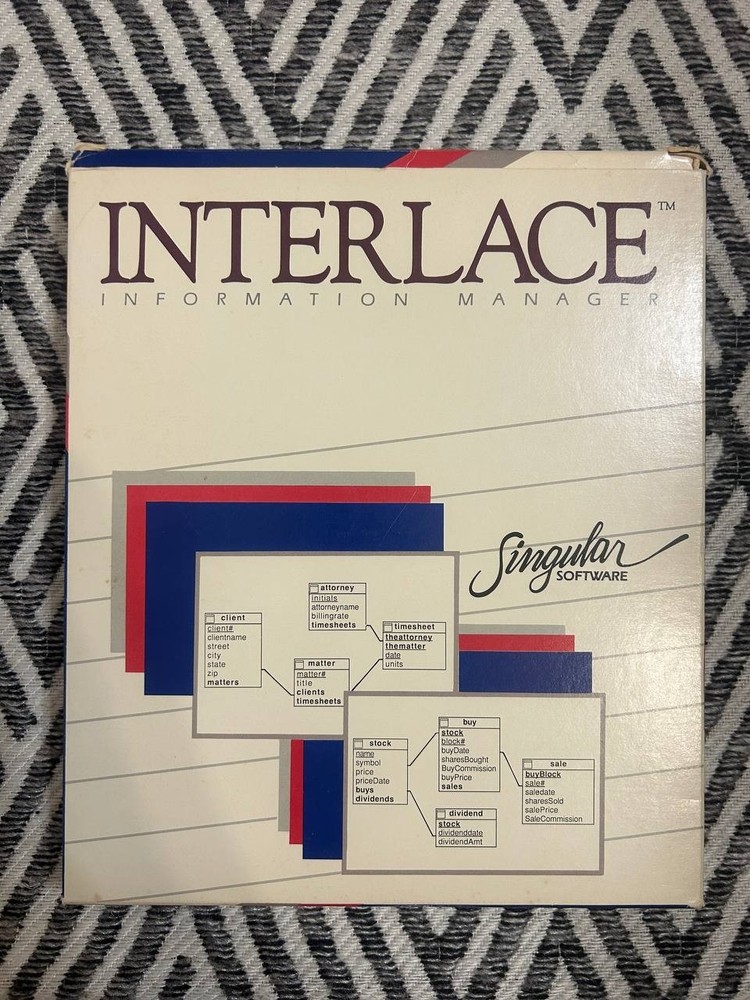 INTERLACE™
INFORMATION MANAGER
Singular
SOFTWARE
attorney
initials
attorneyname
billingrate
timesheets
client
client#
clientname
street
city
state
zip
matters
timesheet
theattorney
thematter
date
units
matter
matter#
title
clients
timesheets
buy
stock
block#
buyDate
sharesBought
BuyCommission
buyPrice
sales
stock
name
symbol
price
priceDate
buys
dividends
sale
buyBlock
sale#
saledate
sharesSold
salePrice
SaleCommission
dividend
stock
dividenddate
dividendAmt